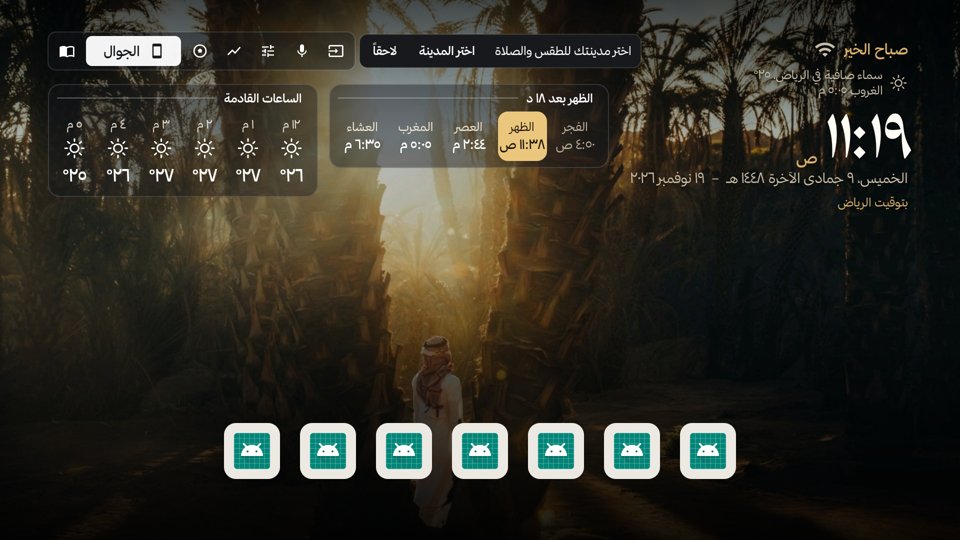 صباح الخير
سماء صافية في الرياض، ٢٥°
الغروب ٥:٠٥ م
١١:١٩ ص
الخميس، ٩ جمادى الآخرة ١٤٤٨ هـ – ١٩ نوفمبر ٢٠٢٦
بتوقيت الرياض
اختر مدينتك للطقس والصلاة
اختر المدينة
لاحقاً
الجوال
الظهر بعد ١٨ د
الفجر الظهر العصر المغرب العشاء
٤:٥٠ ص ١١:٣٨ ص ٢:٤٤ م ٥:٠٥ م ٦:٣٥ م
الساعات القادمة
١٢ م ١ م ٢ م ٣ م ٤ م ٥ م
٢٦° ٢٧° ٢٧° ٢٧° ٢٦° ٢٥°